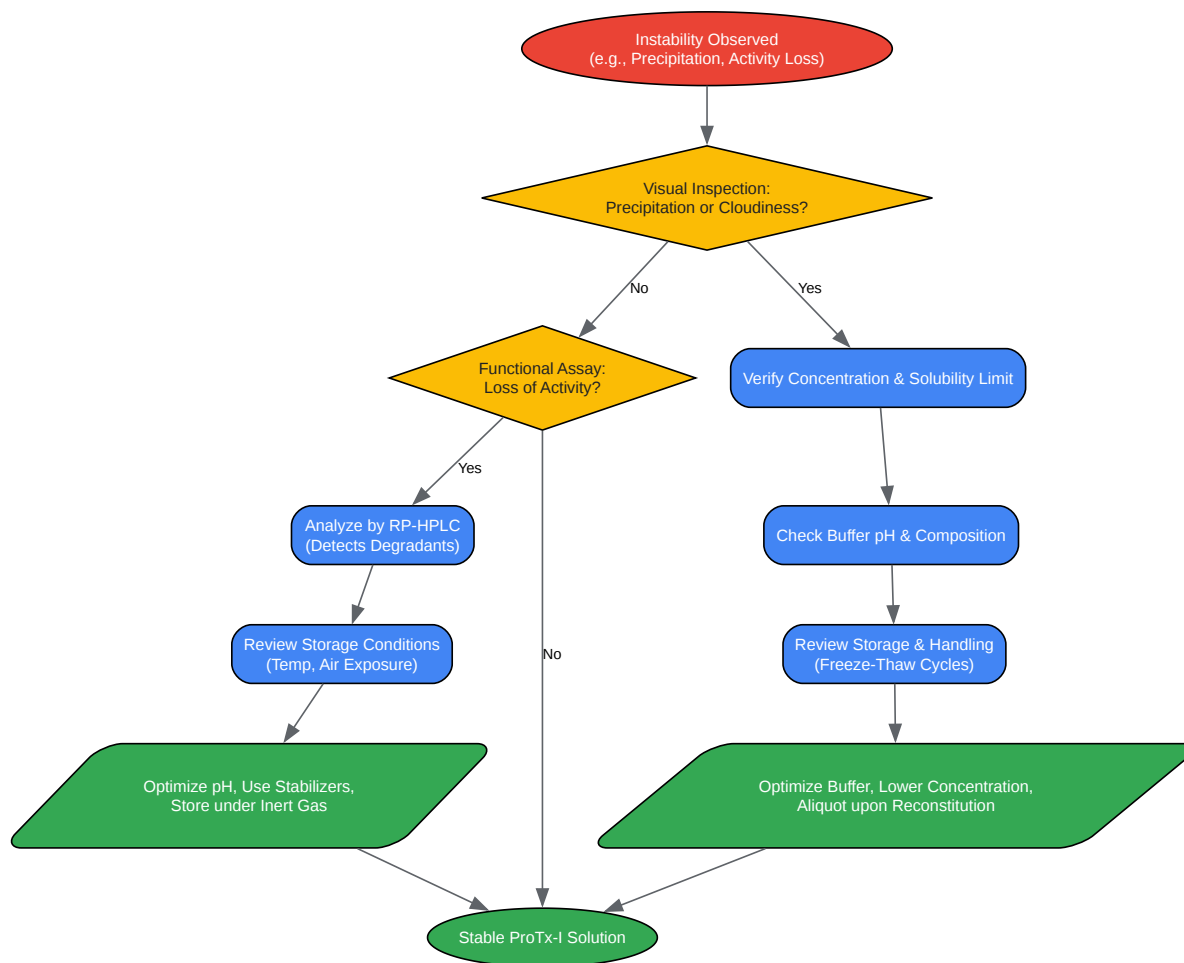 Instability Observed
(e.g., Precipitation, Activity Loss)
Visual Inspection:
Precipitation or Cloudiness?
No
Yes
Functional Assay:
Loss of Activity?
Verify Concentration & Solubility Limit
Yes
Analyze by RP-HPLC
(Detects Degradants)
Check Buffer pH & Composition
Review Storage Conditions
(Temp, Air Exposure)
No
Review Storage & Handling
(Freeze-Thaw Cycles)
Optimize pH, Use Stabilizers,
Store under Inert Gas
Optimize Buffer, Lower Concentration,
Aliquot upon Reconstitution
Stable ProTx-I Solution